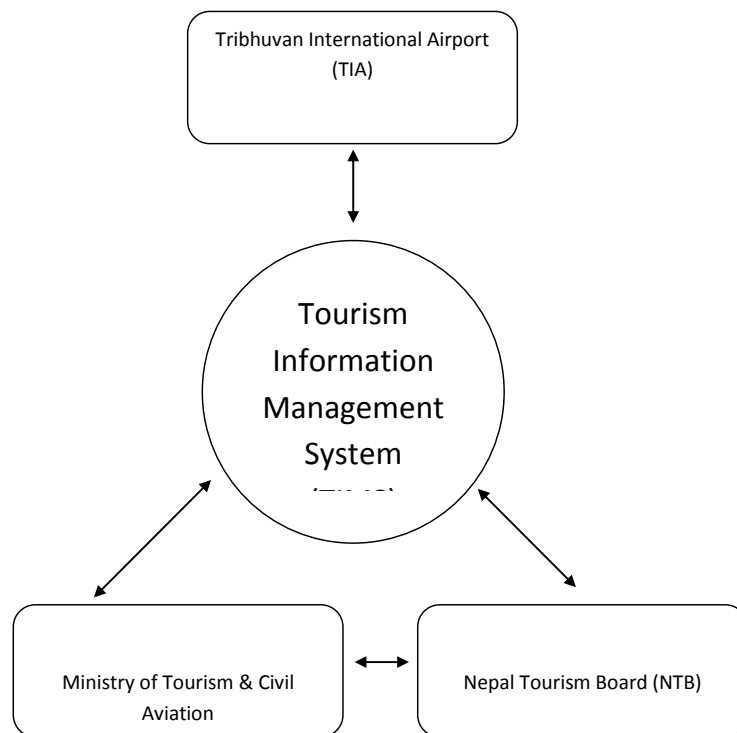 Tribhuvan International Airport
(TIA)
Tourism
Information
Management
System
Ministry of Tourism & Civil
Aviation
Nepal Tourism Board (NTB)